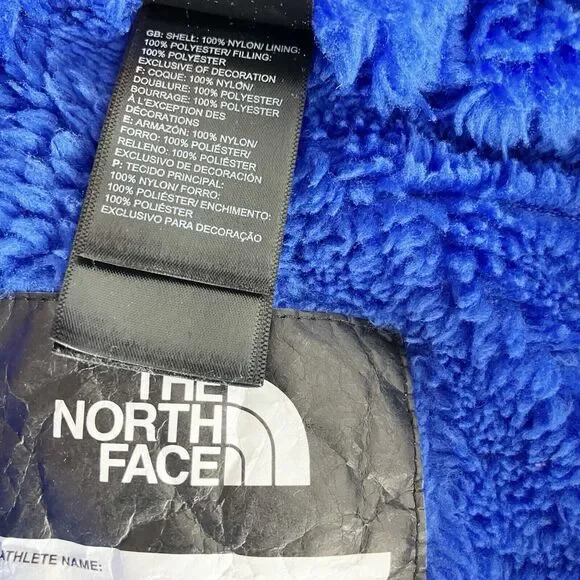 GB: SHELL: 100% NYLON/ LINING:
100% POLYESTER/ FILLING:
100% POLYESTER
EXCLUSIVE OF DECORATION
F: COQUE: 100% NYLON/
DOUBLURE: 100% POLYESTER/
BOURRAGE: 100% POLYESTER
À L'EXCEPTION DES
DÉCORATIONS
E: ARMAZÓN: 100% NYLON/
FORRO: 100% POLIÉSTER/
RELLENO: 100% POLIÉSTER
EXCLUSIVO DE DECORACIÓN
P: TECIDO PRINCIPAL:
100% NYLON/ FORRO:
100% POLIÉSTER/ ENCHIMENTO:
100% POLIÉSTER
EXCLUSIVO PARA DECORAÇÃO
THE
NORTH
FACE
ATHLETE NAME: